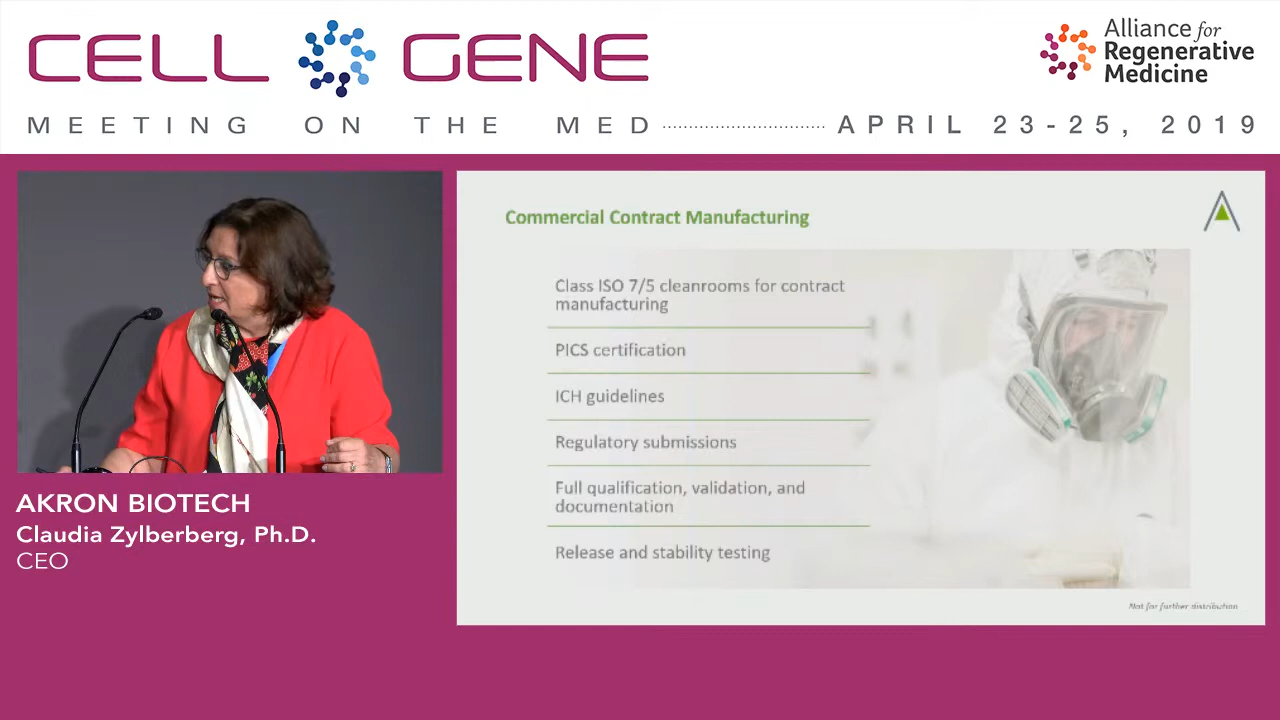 CELL GENE
Alliance for
Regenerative
Medicine
MEETING ON THE MED
APRIL 23-25, 2019
Commercial Contract Manufacturing
Class ISO 7/5 cleanrooms for contract
manufacturing
PICS certification
ICH guidelines
Regulatory submissions
Full qualification, validation, and
documentation
Release and stability testing
Not for further distribution
AKRON BIOTECH
Claudia Zylberberg, Ph.D.
CEO